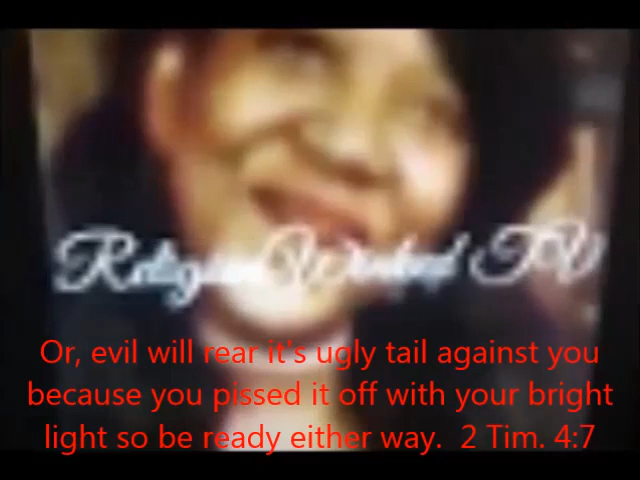 TV
Or, evil will rear it's ugly tail against you
because you pissed it off with your bright
light so be ready either way.  2 Tim. 4:7